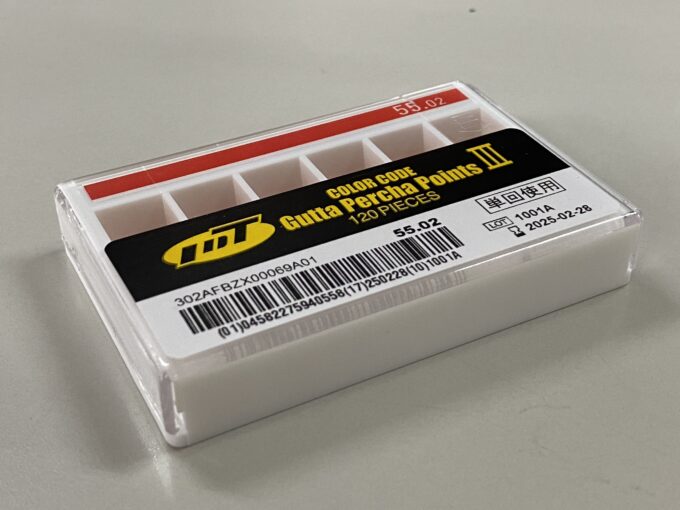 55.02
COLOR CODE
Gutta Percha Points III
120 PIECES
TDT
55.02
単回使用
LOT 1001A
2025-02-28
302AFBZX00069A01
(01)04582275940558(17)250228(10)1001A